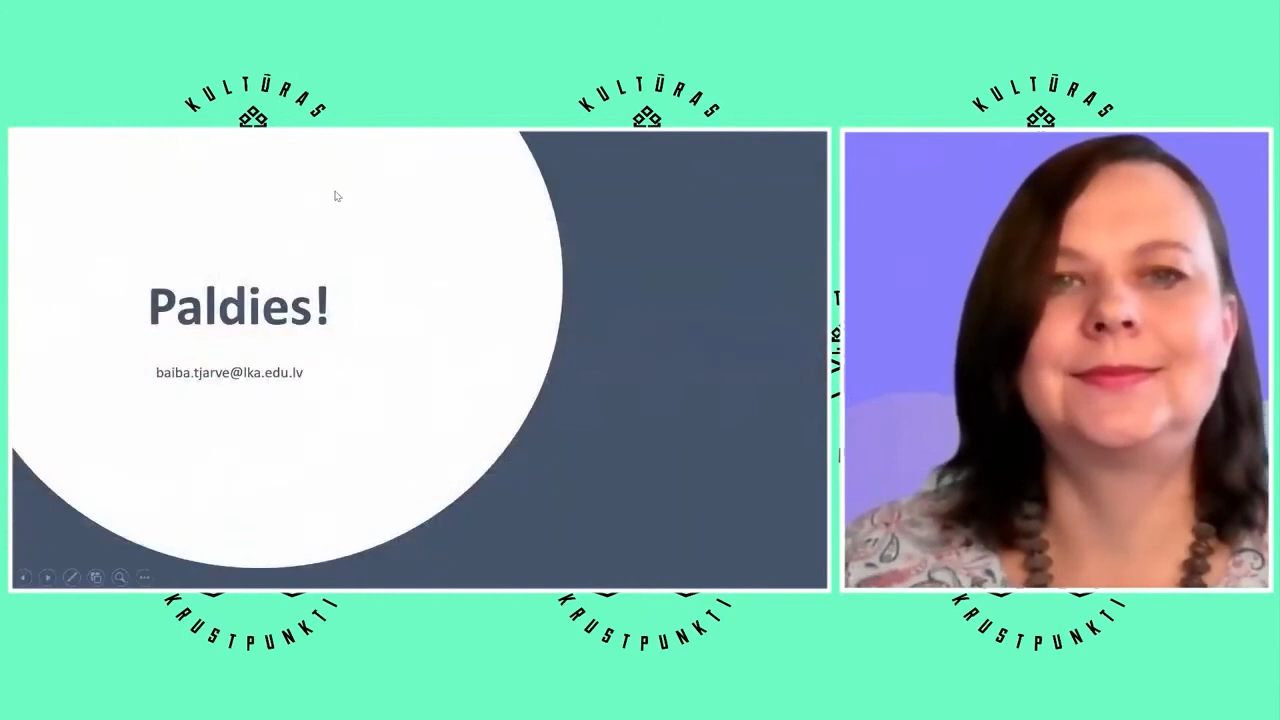 KULTŪRAS
KULTŪRAS
KULTŪRAS
Paldies!
baiba.tjarve@lka.edu.lv
KRUSTPUNKTI
KRUSTPUNKTI
KRUSTPUNKTI